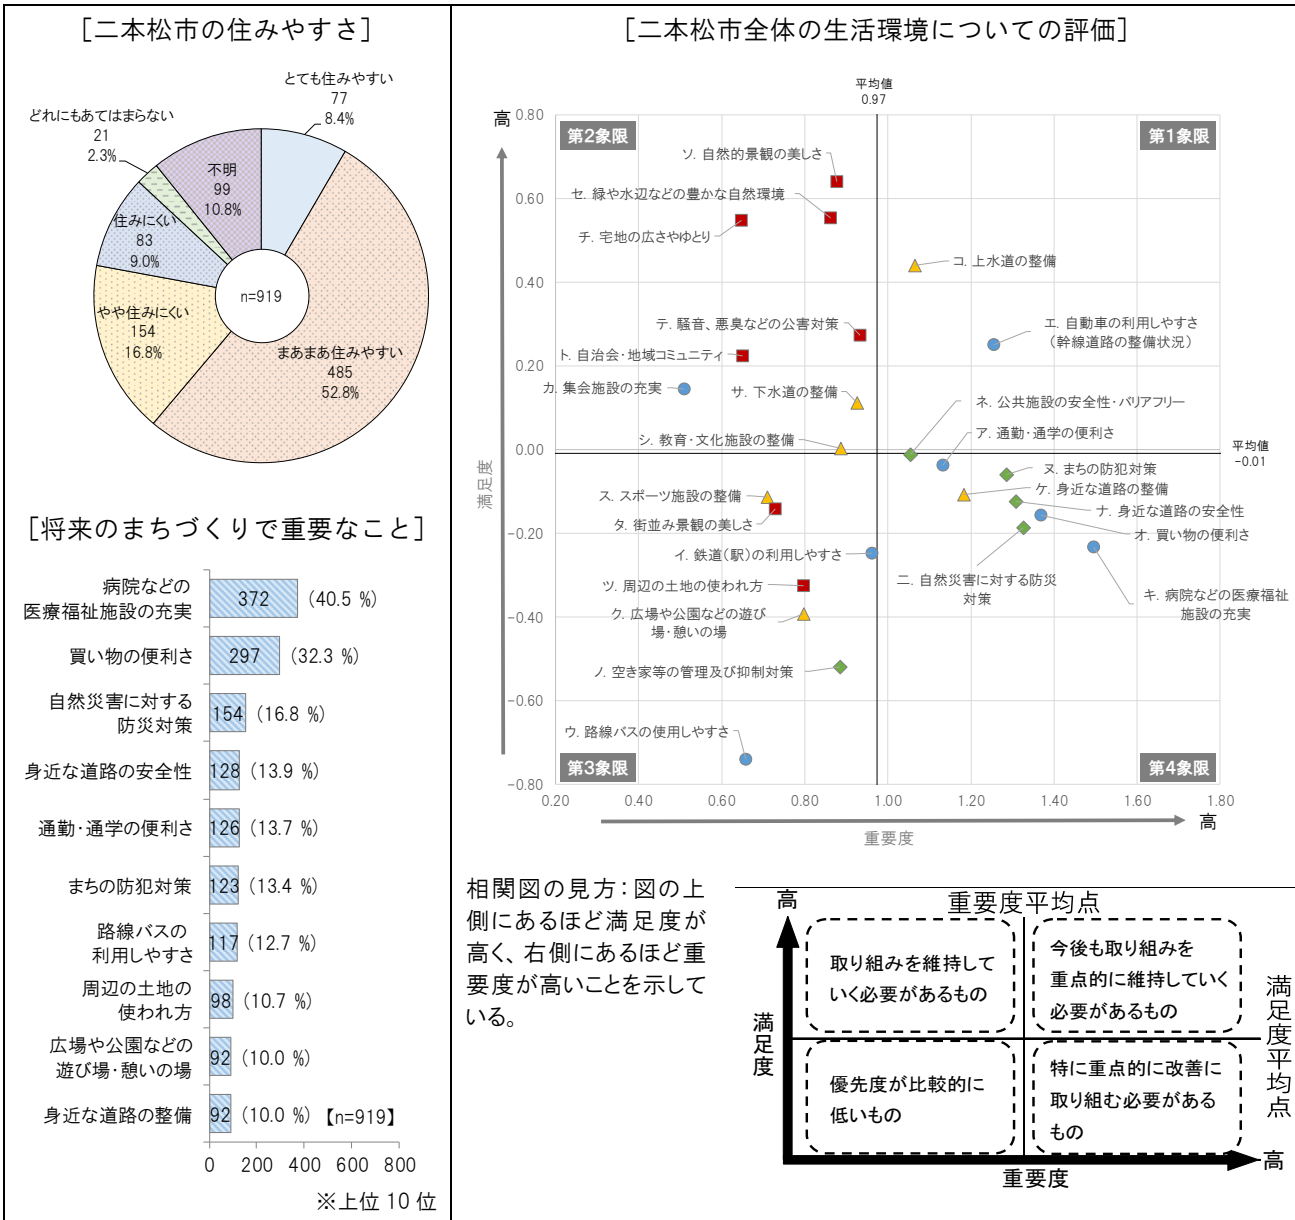 [二本松市の住みやすさ]
とても住みやすい
77
8.4%
どれにもあてはまらない
21
2.3%
不明
99
10.8%
住みにくい
83
9.0%
やや住みにくい
154
16.8%
n=919
まあまあ住みやすい
485
52.8%
[将来のまちづくりで重要なこと]
病院などの
医療福祉施設の充実
372
(40.5 %)
買い物の便利さ
297
(32.3 %)
自然災害に対する
防災対策
154
(16.8 %)
身近な道路の安全性
128
(13.9 %)
通勤・通学の便利さ
126
(13.7 %)
まちの防犯対策
123
(13.4 %)
路線バスの
利用しやすさ
117
(12.7 %)
周辺の土地の
使われ方
98
(10.7 %)
広場や公園などの
遊び場・憩いの場
92
(10.0 %)
身近な道路の整備
92
(10.0 %)
【n=919】
0 200 400 600 800
※上位 10 位
[二本松市全体の生活環境についての評価]
平均値
0.97
高
0.80
0.60
0.40
0.20
0.00
-0.20
-0.40
-0.60
-0.80
満足度
第2象限
第1象限
ソ. 自然的景観の美しさ
セ. 緑や水辺などの豊かな自然環境
チ. 宅地の広さやゆとり
コ. 上水道の整備
テ. 騒音、悪臭などの公害対策
エ. 自動車の利用しやすさ
(幹線道路の整備状況)
ト. 自治会・地域コミュニティ
カ. 集会施設の充実
サ. 下水道の整備
ネ. 公共施設の安全性・バリアフリー
シ. 教育・文化施設の整備
ア. 通勤・通学の便利さ
平均値
-0.01
ヌ. まちの防犯対策
ケ. 身近な道路の整備
ス. スポーツ施設の整備
ナ. 身近な道路の安全性
タ. 街並み景観の美しさ
オ. 買い物の便利さ
イ. 鉄道(駅)の利用しやすさ
ニ. 自然災害に対する防災
対策
ツ. 周辺の土地の使われ方
キ. 病院などの医療福祉
施設の充実
ク. 広場や公園などの遊び
場・憩いの場
ノ. 空き家等の管理及び抑制対策
ウ. 路線バスの使用しやすさ
第3象限
第4象限
0.20 0.40 0.60 0.80 1.00 1.20 1.40 1.60 1.80
高
重要度
相関図の見方：図の上
側にあるほど満足度が
高く、右側にあるほど重
要度が高いことを示して
いる。
高
重要度平均点
取り組みを維持して
いく必要があるもの
今後も取り組みを
重点的に維持していく
必要があるもの
満足度
満足度平均点
優先度が比較的に
低いもの
特に重点的に改善に
取り組む必要がある
もの
高
重要度